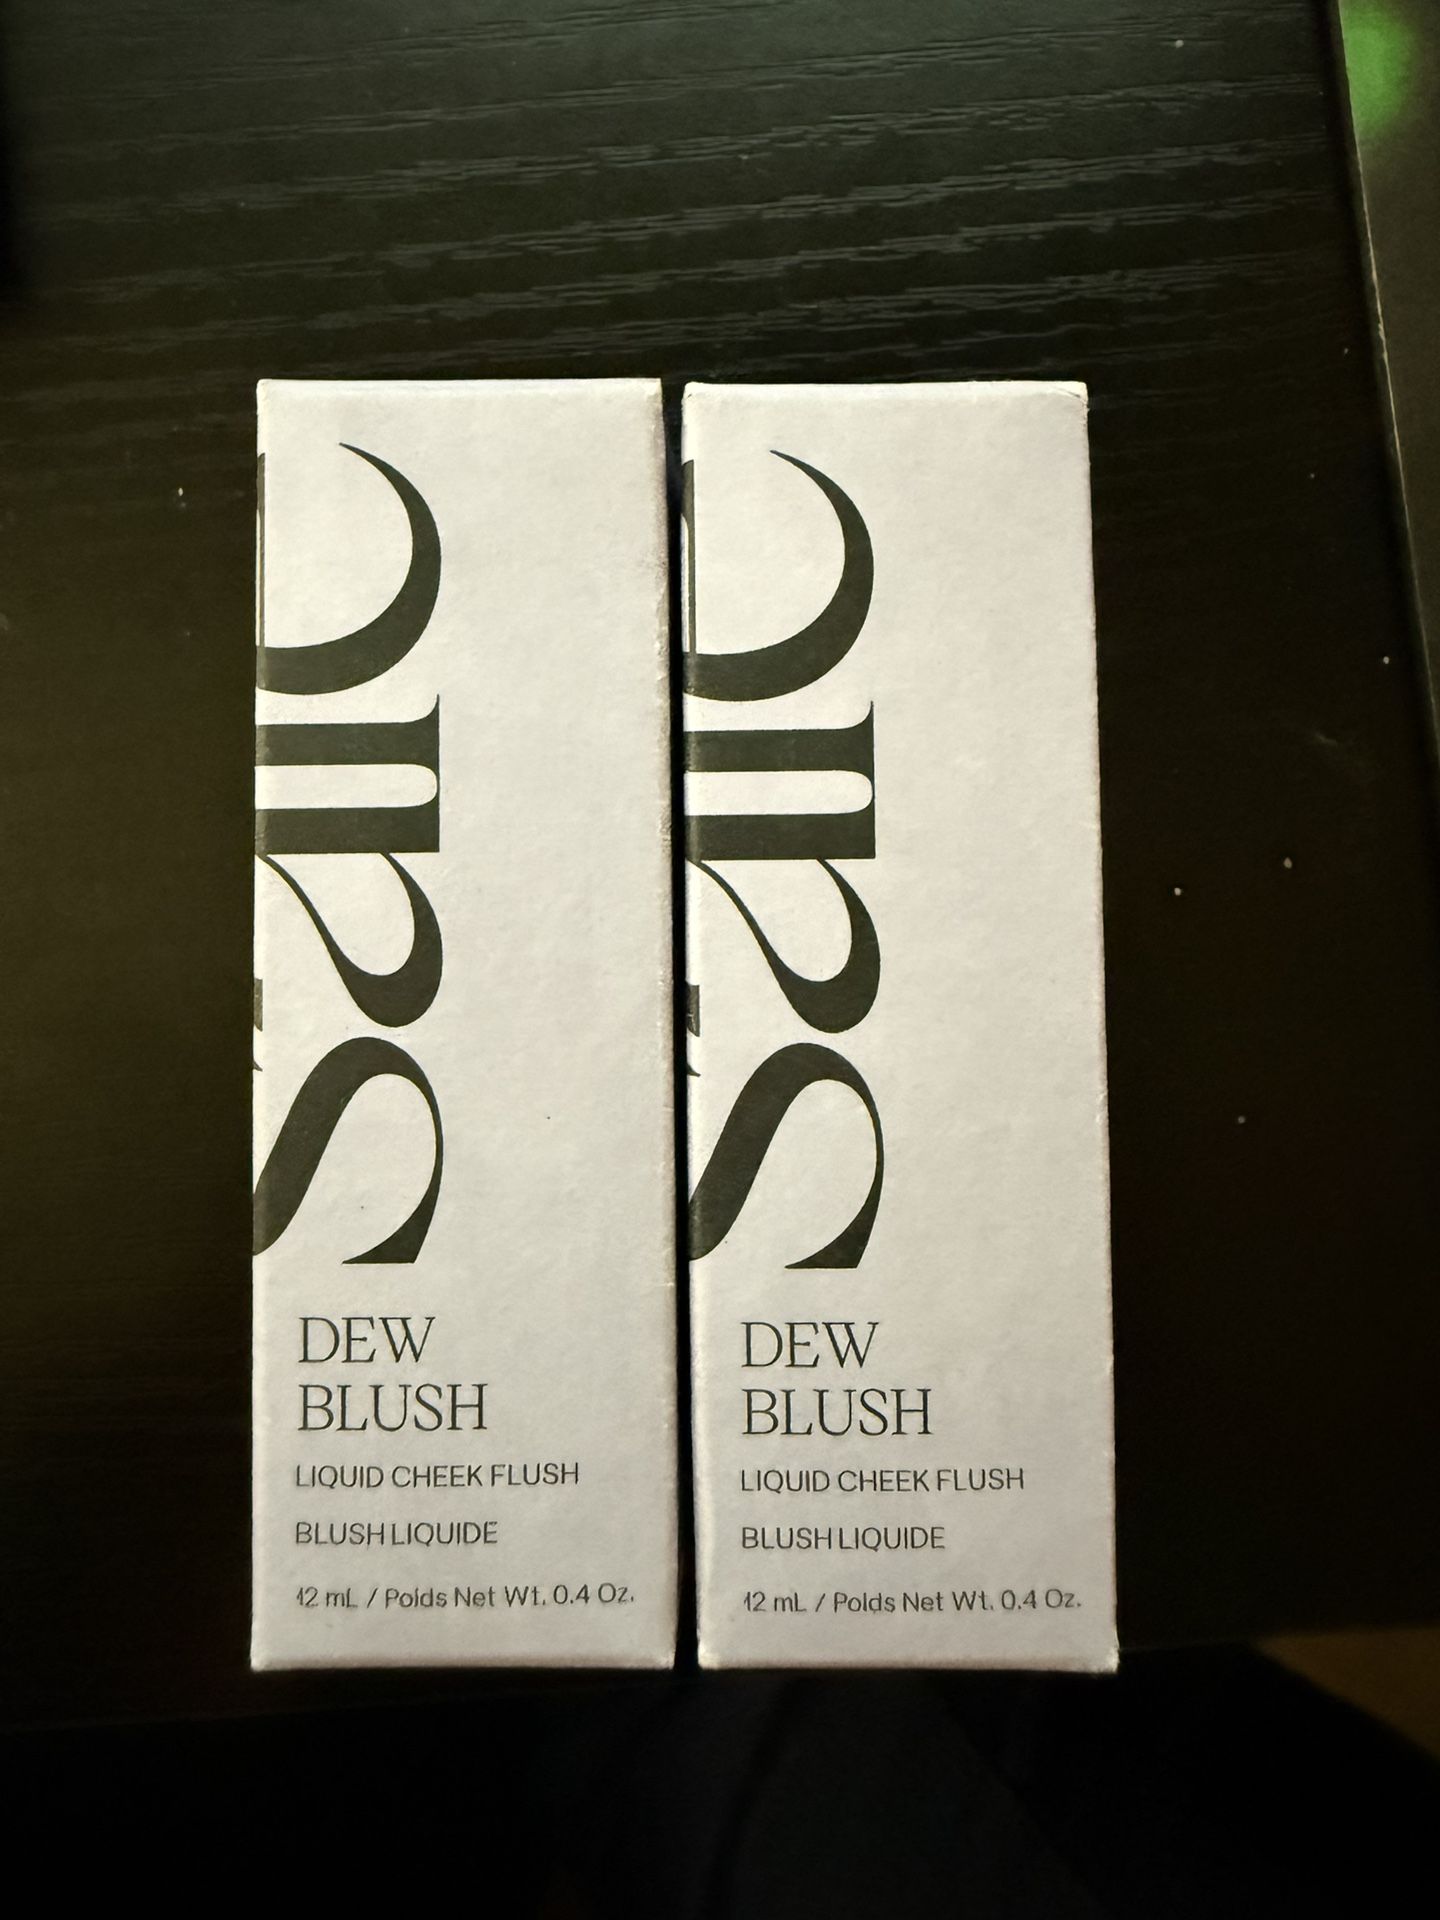 DEW
BLUSH
LIQUID CHEEK FLUSH
BLUSH LIQUIDE
12 mL / Poids Net Wt. 0.4 Oz.
DEW
BLUSH
LIQUID CHEEK FLUSH
BLUSH LIQUIDE
12 mL / Poids Net Wt. 0.4 Oz.